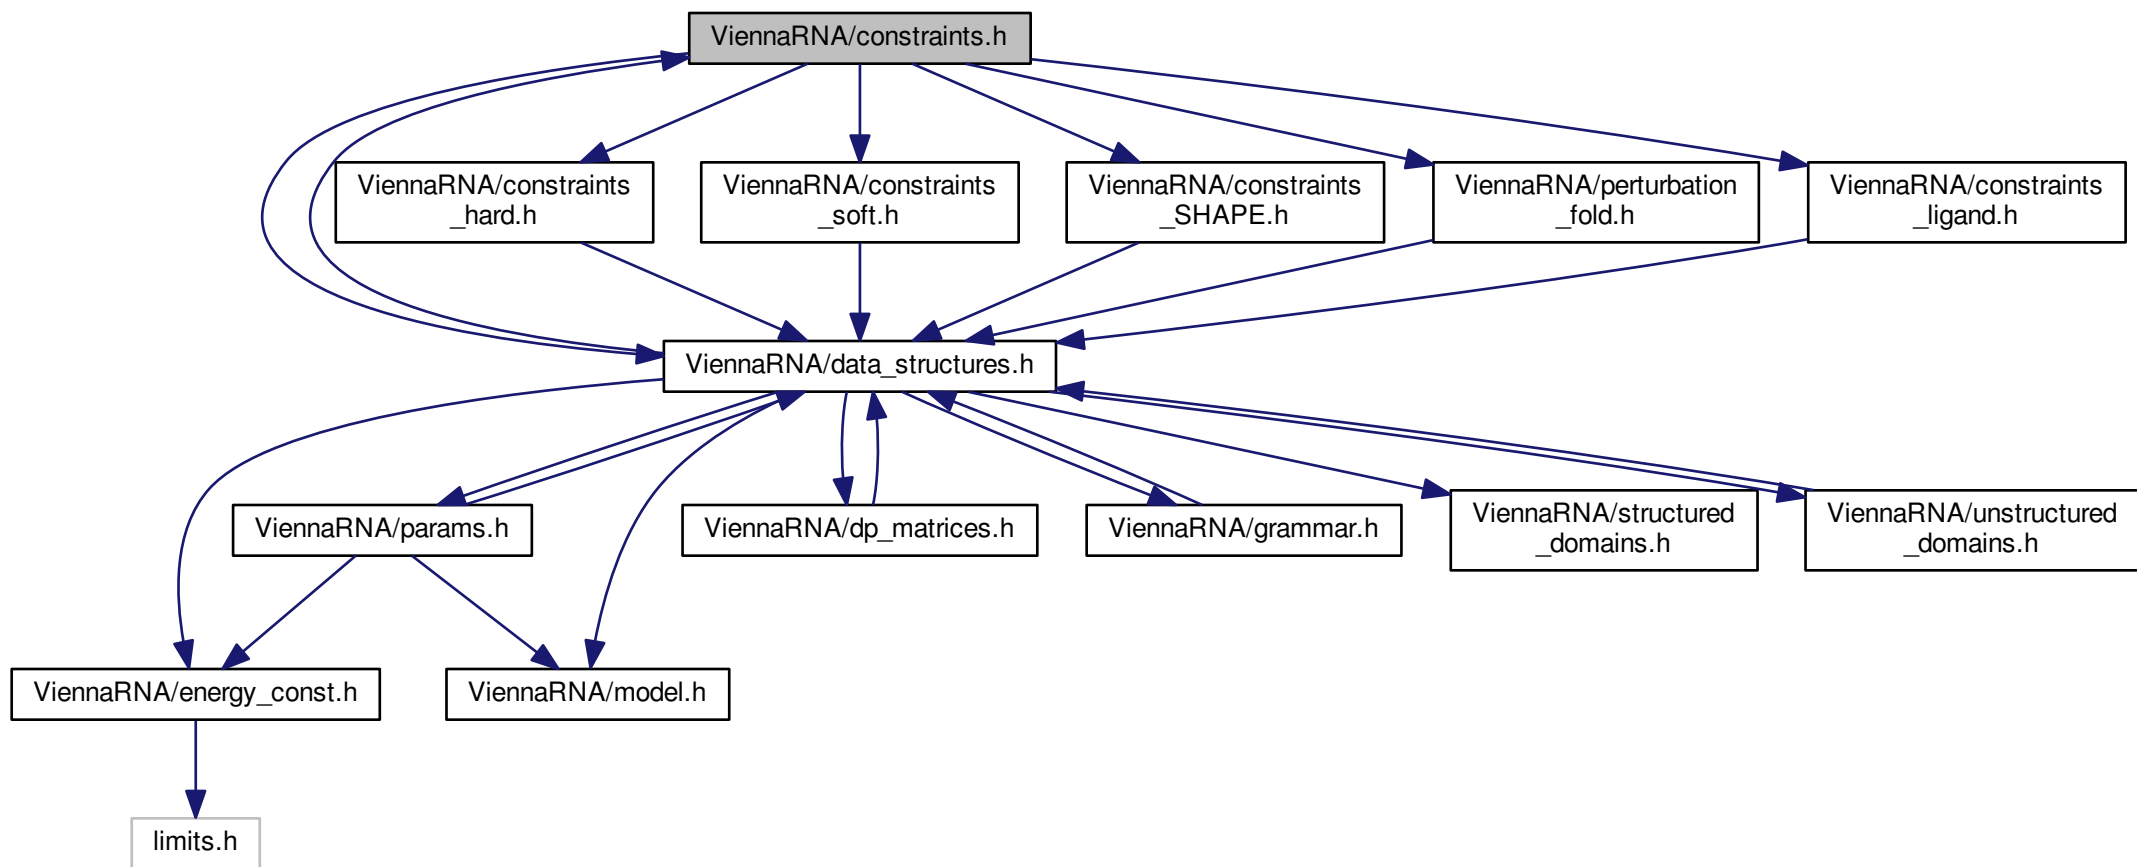 ViennaRNA/constraints.h
ViennaRNA/constraints
_hard.h
ViennaRNA/constraints
_soft.h
ViennaRNA/constraints
_SHAPE.h
ViennaRNA/perturbation
_fold.h
ViennaRNA/constraints
_ligand.h
ViennaRNA/data_structures.h
ViennaRNA/params.h
ViennaRNA/dp_matrices.h
ViennaRNA/grammar.h
ViennaRNA/structured
_domains.h
ViennaRNA/unstructured
_domains.h
ViennaRNA/energy_const.h
ViennaRNA/model.h
limits.h